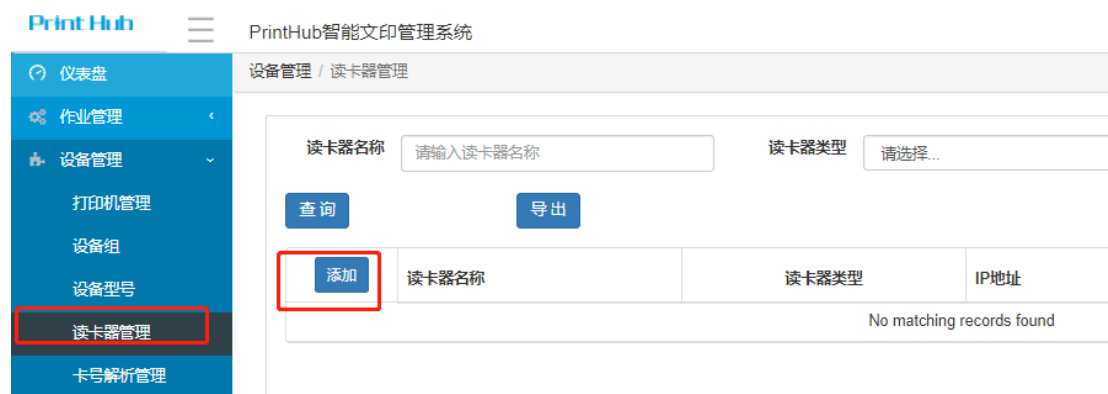 Print Hub
PrintHub智能文印管理系统
仪表盘
设备管理 / 读卡器管理
作业管理
读卡器名称 请输入读卡器名称 读卡器类型 请选择...
设备管理
打印机管理
查询 导出
设备组
添加 读卡器名称 读卡器类型 IP地址
设备型号
No matching records found
读卡器管理
卡号解析管理